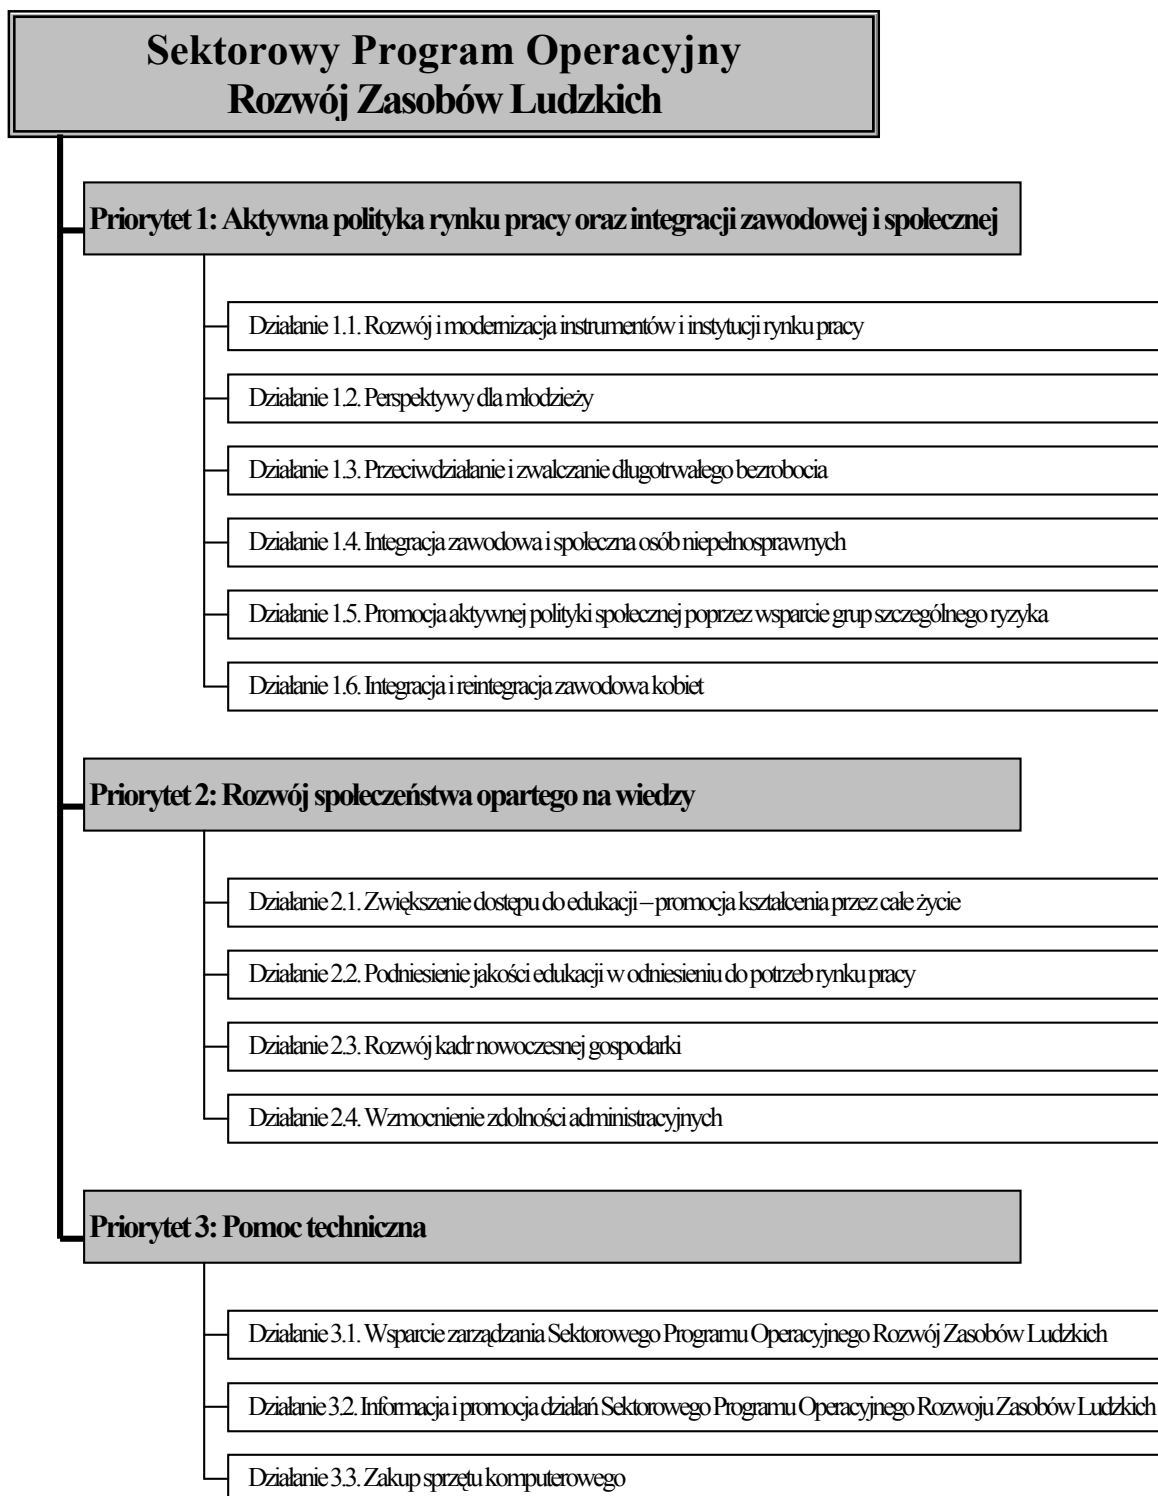 Sektorowy Program Operacyjny
Rozwój Zasobów Ludzkich
Priorytet 1: Aktywna polityka rynku pracy oraz integracji zawodowej i społecznej
Działanie 1.1. Rozwój i modernizacja instrumentów i instytucji rynku pracy
Działanie 1.2. Perspektywy dla młodzieży
Działanie 1.3. Przeciwdziałanie i zwalczanie długotrwałego bezrobocia
Działanie 1.4. Integracja zawodowa i społeczna osób niepełnosprawnych
Działanie 1.5. Promocja aktywnej polityki społecznej poprzez wsparcie grup szczególnego ryzyka
Działanie 1.6. Integracja i reintegracja zawodowa kobiet
Priorytet 2: Rozwój społeczeństwa opartego na wiedzy
Działanie 2.1. Zwiększenie dostępu do edukacji – promocja kształcenia przez całe życie
Działanie 2.2. Podniesienie jakości edukacji w odniesieniu do potrzeb rynku pracy
Działanie 2.3. Rozwój kadr nowoczesnej gospodarki
Działanie 2.4. Wzmocnienie zdolności administracyjnych
Priorytet 3: Pomoc techniczna
Działanie 3.1. Wsparcie zarządzania Sektorowego Programu Operacyjnego Rozwój Zasobów Ludzkich
Działanie 3.2. Informacja i promocja działań Sektorowego Programu Operacyjnego Rozwoju Zasobów Ludzkich
Działanie 3.3. Zakup sprzętu komputerowego